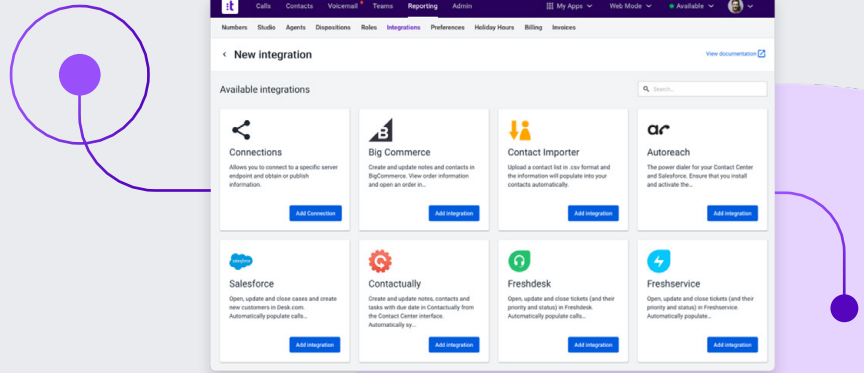 :t Calls Contacts Voicemail Teams Reporting Admin My Apps Web Mode Available
Numbers Studio Agents Dispositions Roles Integrations Preferences Holiday Hours Billing Invoices
New integration
View documentation
Available integrations
Search...
Connections
Allows you to connect to a specific server
endpoint and obtain or publish
information.
Add Connection
Big Commerce
Create and update notes and contacts in
BigCommerce. View order information
and open an order in...
Add integration
Contact Importer
Upload a contact list in .csv format and
the information will populate into your
contacts automatically.
Add integration
ar
Autoreach
The power dialer for your Contact Center
and Salesforce. Ensure that you install
and activate the...
Add integration
salesforce
Salesforce
Open, update and close cases and create
new customers in Desk.com.
Automatically populate calls...
Add integration
Contactually
Create and update notes, contacts and
tasks with due date in Contactually from
the Contact Center interface.
Automatically sy...
Add integration
Freshdesk
Open, update and close tickets (and their
priority and status) in Freshdesk.
Automatically populate calls...
Add integration
Freshservice
Open, update and close tickets (and their
priority and status) in Freshservice.
Automatically populate...
Add integration